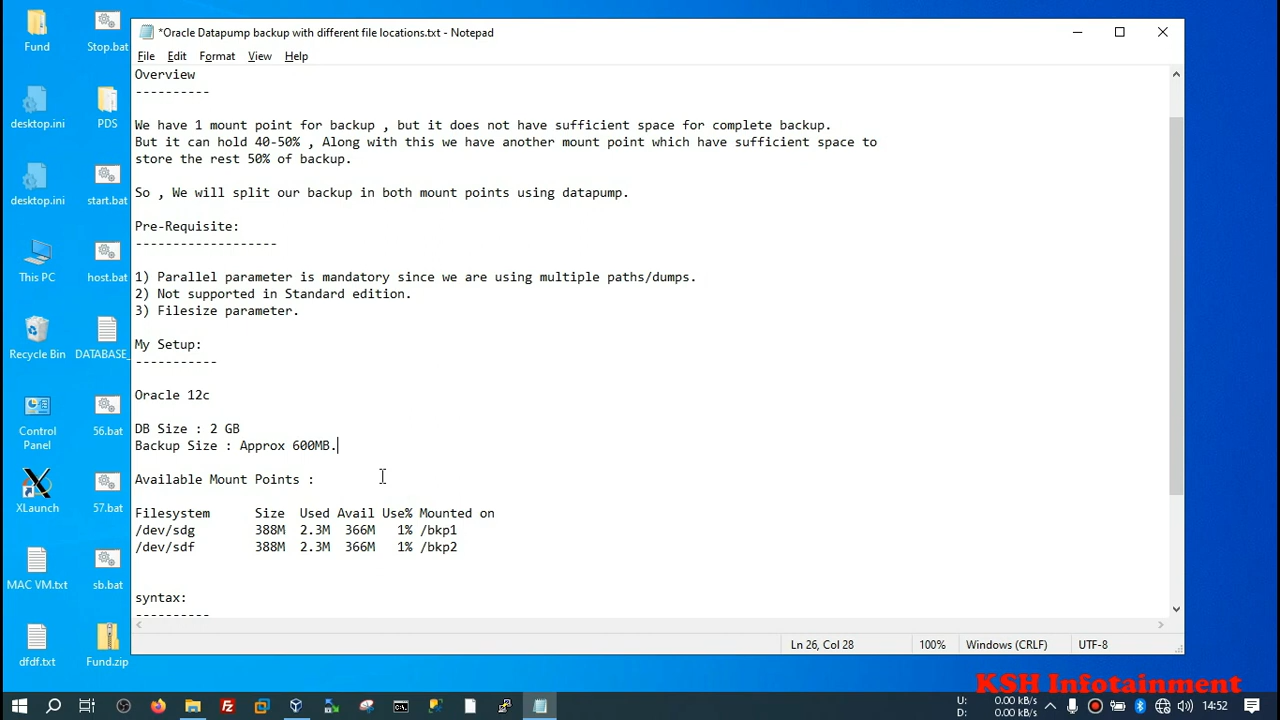 Fund
Stop.bat
desktop.ini
PDS
desktop.ini
start.bat
This PC
host.bat
Recycle Bin
DATABASE_
Control Panel
56.bat
XLaunch
57.bat
MAC VM.txt
sb.bat
dfdf.txt
Fund.zip
*Oracle Datapump backup with different file locations.txt - Notepad
File Edit Format View Help
Overview
----------
We have 1 mount point for backup , but it does not have sufficient space for complete backup.
But it can hold 40-50% , Along with this we have another mount point which have sufficient space to
store the rest 50% of backup.
So , We will split our backup in both mount points using datapump.
Pre-Requisite:
-------------------
1) Parallel parameter is mandatory since we are using multiple paths/dumps.
2) Not supported in Standard edition.
3) Filesize parameter.
My Setup:
-----------
Oracle 12c
DB Size : 2 GB
Backup Size : Approx 600MB.
Available Mount Points :
Filesystem Size Used Avail Use% Mounted on
/dev/sdg 388M 2.3M 366M 1% /bkp1
/dev/sdf 388M 2.3M 366M 1% /bkp2
syntax:
----------
Ln 26, Col 28 100% Windows (CRLF) UTF-8
KSH Infotainment
U: 0.00 kB/s
D: 0.00 kB/s
14:52